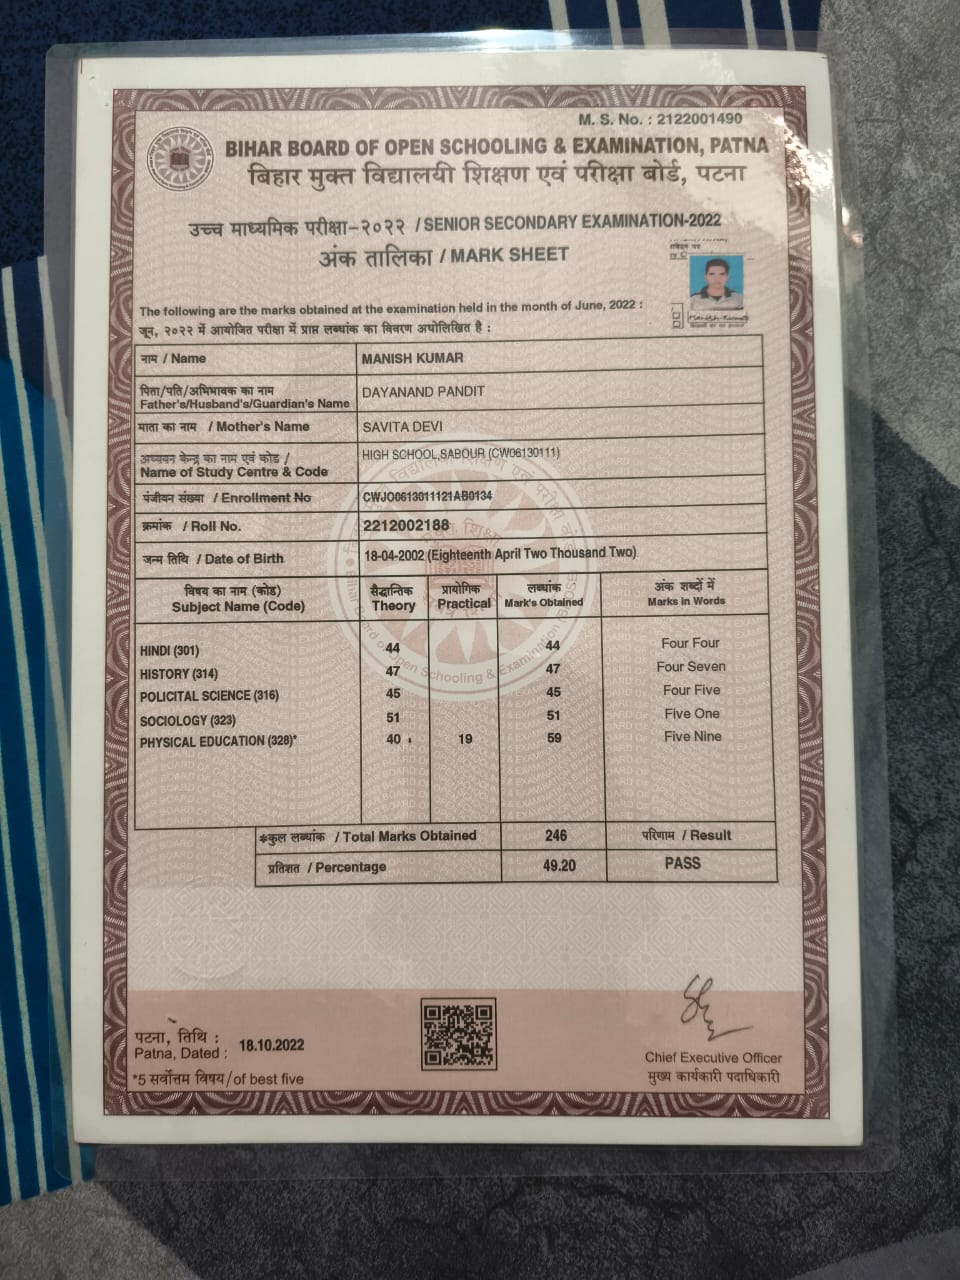 M. S. No. : 2122001490
BIHAR BOARD OF OPEN SCHOOLING & EXAMINATION, PATNA
बिहार मुक्त विद्यालयी शिक्षण एवं परीक्षा बोर्ड, पटना
उच्च माध्यमिक परीक्षा-२०२२ / SENIOR SECONDARY EXAMINATION-2022
अंक तालिका / MARK SHEET
The following are the marks obtained at the examination held in the month of June, 2022 :
जून, २०२२ में आयोजित परीक्षा में प्राप्त लब्धांक का विवरण अधोलिखित है :
Manish Kumar
नाम / Name MANISH KUMAR
पिता/पति/अभिभावक का नाम
Father's/Husband's/Guardian's Name DAYANAND PANDIT
माता का नाम / Mother's Name SAVITA DEVI
अध्ययन केन्द्र का नाम एवं कोड /
Name of Study Centre & Code HIGH SCHOOL,SABOUR (CW06130111)
पंजीयन संख्या / Enrollment No CWJO0613011121AB0134
क्रमांक / Roll No. 2212002188
जन्म तिथि / Date of Birth 18-04-2002 (Eighteenth April Two Thousand Two)
विषय का नाम (कोड) सैद्धान्तिक प्रायोगिक लब्धांक अंक शब्दों में
Subject Name (Code) Theory Practical Mark's Obtained Marks in Words
HINDI (301) 44 44 Four Four
HISTORY (314) 47 47 Four Seven
POLICITAL SCIENCE (316) 45 45 Four Five
SOCIOLOGY (323) 51 51 Five One
PHYSICAL EDUCATION (328)* 40 19 59 Five Nine
*कुल लब्धांक / Total Marks Obtained 246 परिणाम / Result
प्रतिशत / Percentage 49.20 PASS
पटना, तिथि :
Patna, Dated : 18.10.2022
*5 सर्वोत्तम विषय/of best five
Chief Executive Officer
मुख्य कार्यकारी पदाधिकारी